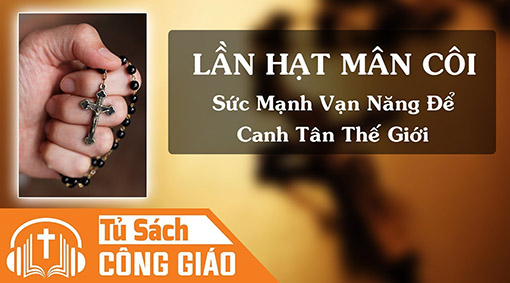 LẦN HẠT MÂN CÔI
Sức Mạnh Vạn Năng Để
Canh Tân Thế Giới
Tủ Sách
CÔNG GIÁO